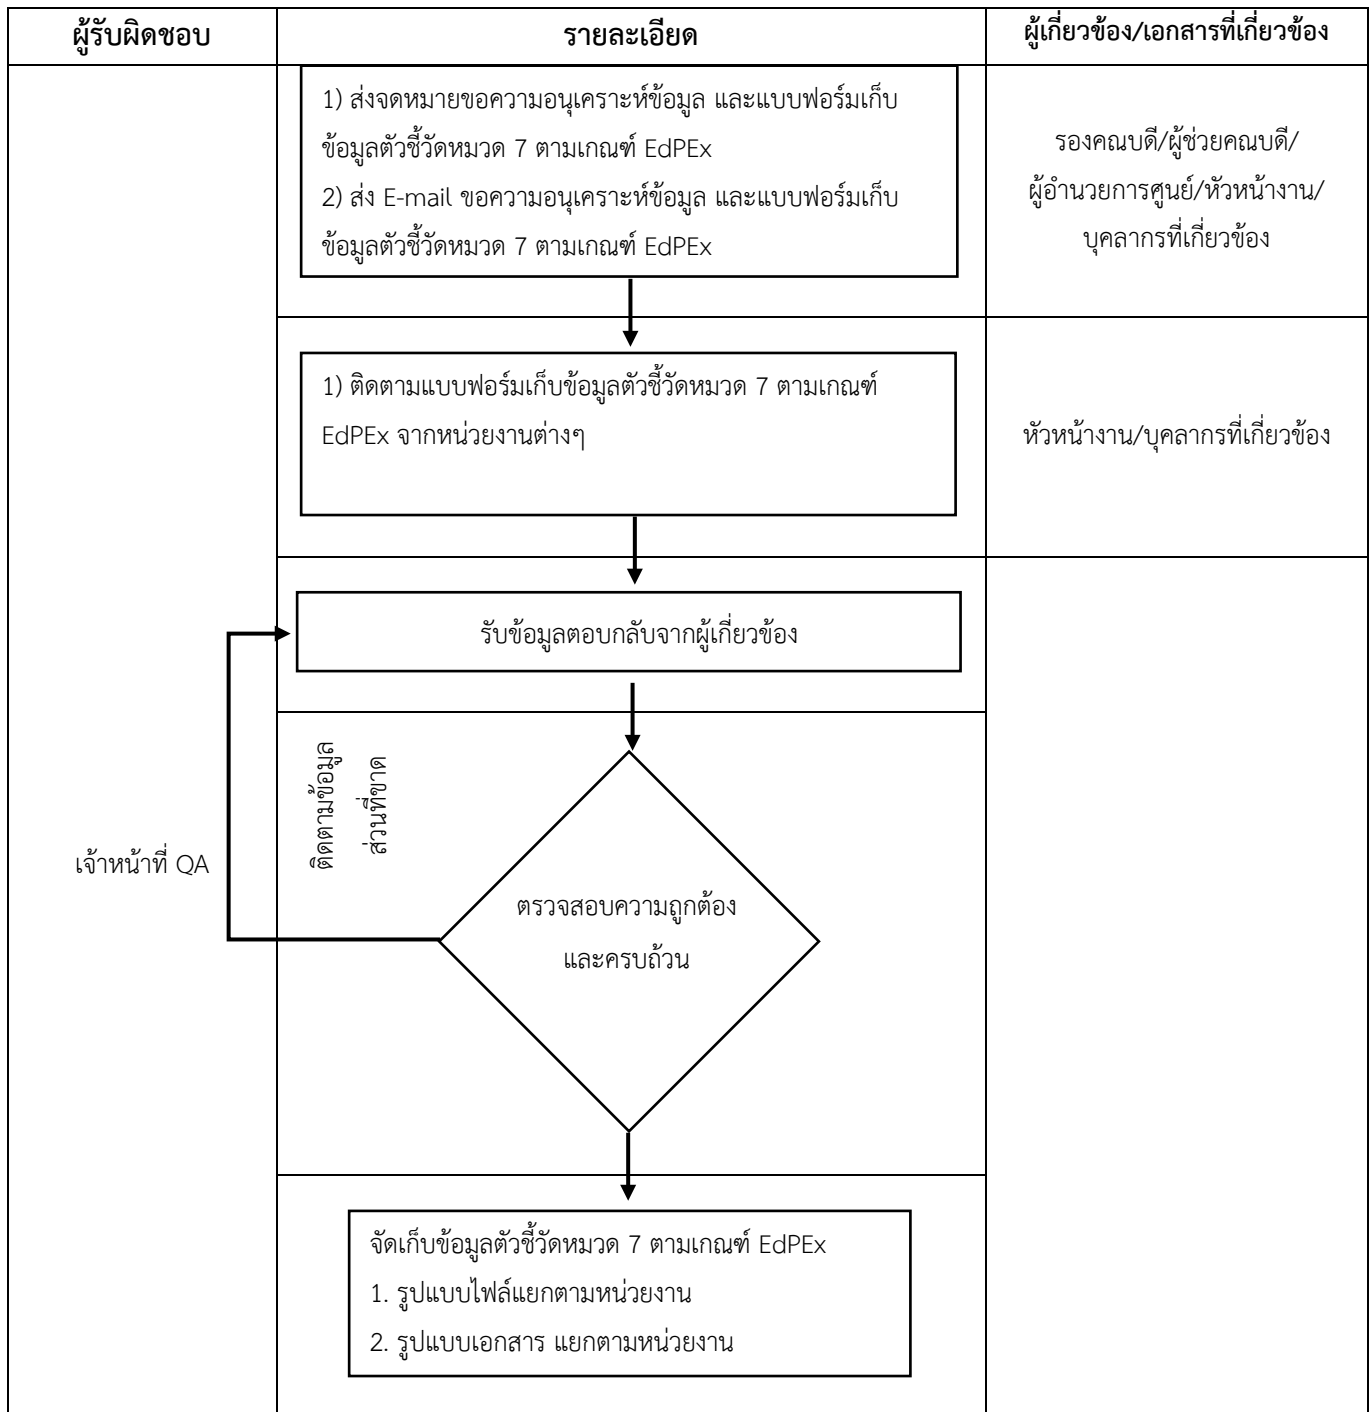 ผู้รับผิดชอบ
รายละเอียด
ผู้เกี่ยวข้อง/เอกสารที่เกี่ยวข้อง
1) ส่งจดหมายขอความอนุเคราะห์ข้อมูล และแบบฟอร์มเก็บ
ข้อมูลตัวชี้วัดหมวด 7 ตามเกณฑ์ EdPEx
2) ส่ง E-mail ขอความอนุเคราะห์ข้อมูล และแบบฟอร์มเก็บ
ข้อมูลตัวชี้วัดหมวด 7 ตามเกณฑ์ EdPEx
รองคณบดี/ผู้ช่วยคณบดี/
ผู้อำนวยการศูนย์/หัวหน้างาน/
บุคลากรที่เกี่ยวข้อง
1) ติดตามแบบฟอร์มเก็บข้อมูลตัวชี้วัดหมวด 7 ตามเกณฑ์
EdPEx จากหน่วยงานต่างๆ
หัวหน้างาน/บุคลากรที่เกี่ยวข้อง
รับข้อมูลตอบกลับจากผู้เกี่ยวข้อง
ติดตามข้อมูล
ส่วนที่ขาด
เจ้าหน้าที่ QA
ตรวจสอบความถูกต้อง
และครบถ้วน
จัดเก็บข้อมูลตัวชี้วัดหมวด 7 ตามเกณฑ์ EdPEx
1. รูปแบบไฟล์แยกตามหน่วยงาน
2. รูปแบบเอกสาร แยกตามหน่วยงาน